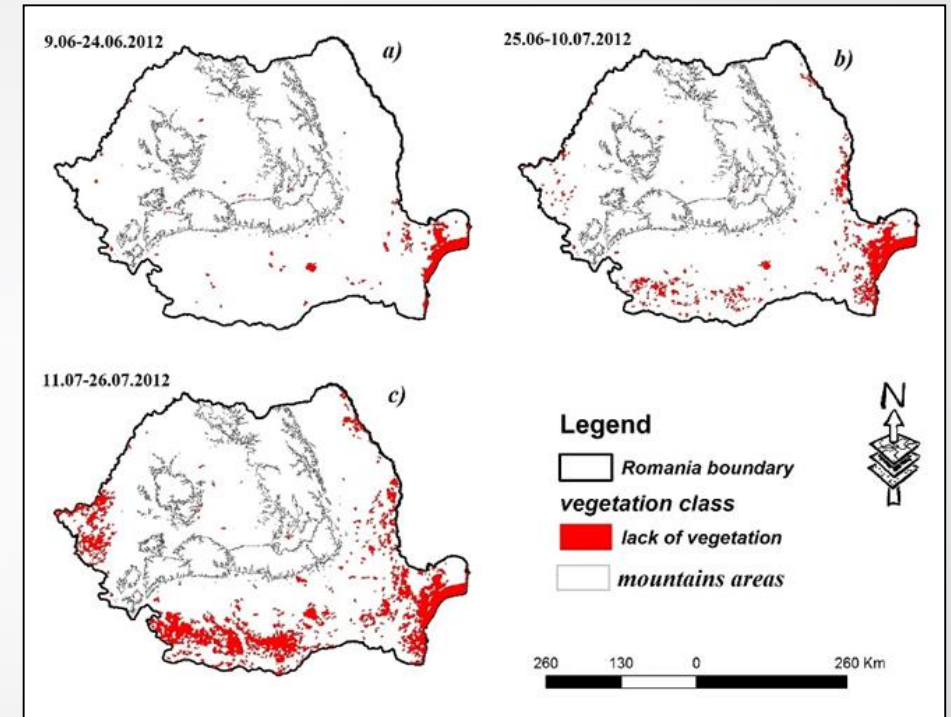 9.06-24.06.2012
a)
25.06-10.07.2012
b)
11.07-26.07.2012
c)
N
Legend
Romania boundary
vegetation class
lack of vegetation
mountains areas
260 130 0 260 Km